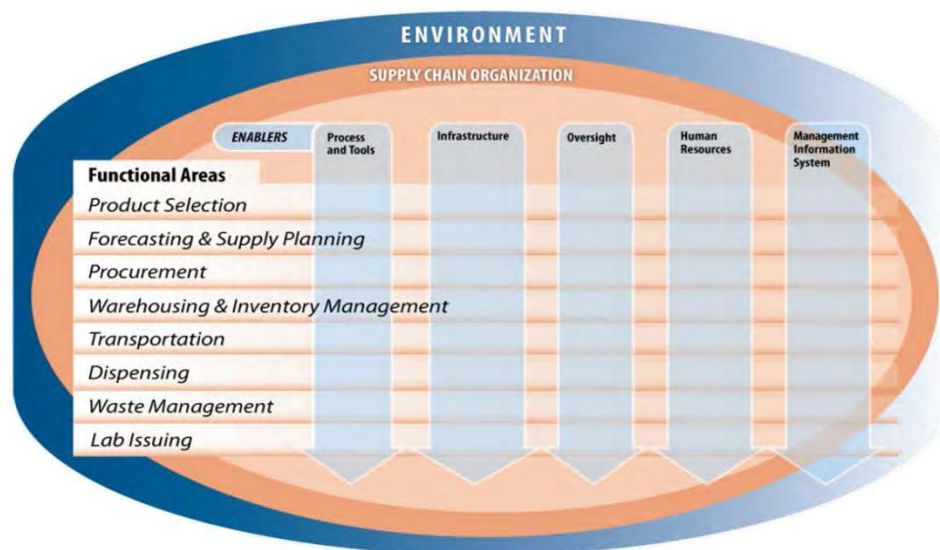 ENVIRONMENT
SUPPLY CHAIN ORGANIZATION
ENABLERS
Process
and Tools
Infrastructure
Oversight
Human
Resources
Management
Information
System
Functional Areas
Product Selection
Forecasting & Supply Planning
Procurement
Warehousing & Inventory Management
Transportation
Dispensing
Waste Management
Lab Issuing